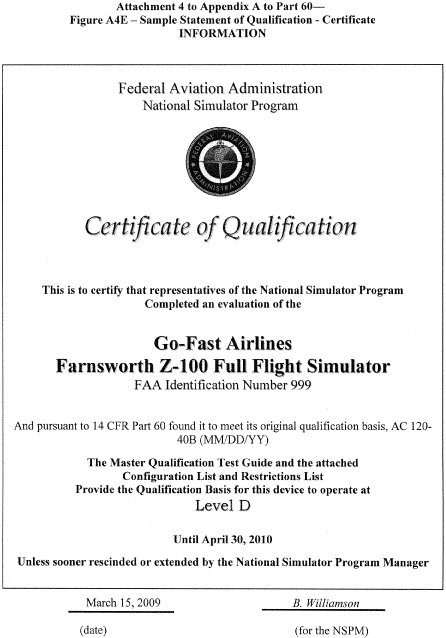 Attachment 4 to Appendix A to Part 60—
Figure A4E – Sample Statement of Qualification - Certificate
INFORMATION
Federal Aviation Administration
National Simulator Program
FEDERAL AVIATION
ADMINISTRATION
Certificate of Qualification
This is to certify that representatives of the National Simulator Program
Completed an evaluation of the
Go-Fast Airlines
Farnsworth Z-100 Full Flight Simulator
FAA Identification Number 999
And pursuant to 14 CFR Part 60 found it to meet its original qualification basis, AC 120-
40B (MM/DD/YY)
The Master Qualification Test Guide and the attached
Configuration List and Restrictions List
Provide the Qualification Basis for this device to operate at
Level D
Until April 30, 2010
Unless sooner rescinded or extended by the National Simulator Program Manager
March 15, 2009 B. Williamson
(date) (for the NSPM)